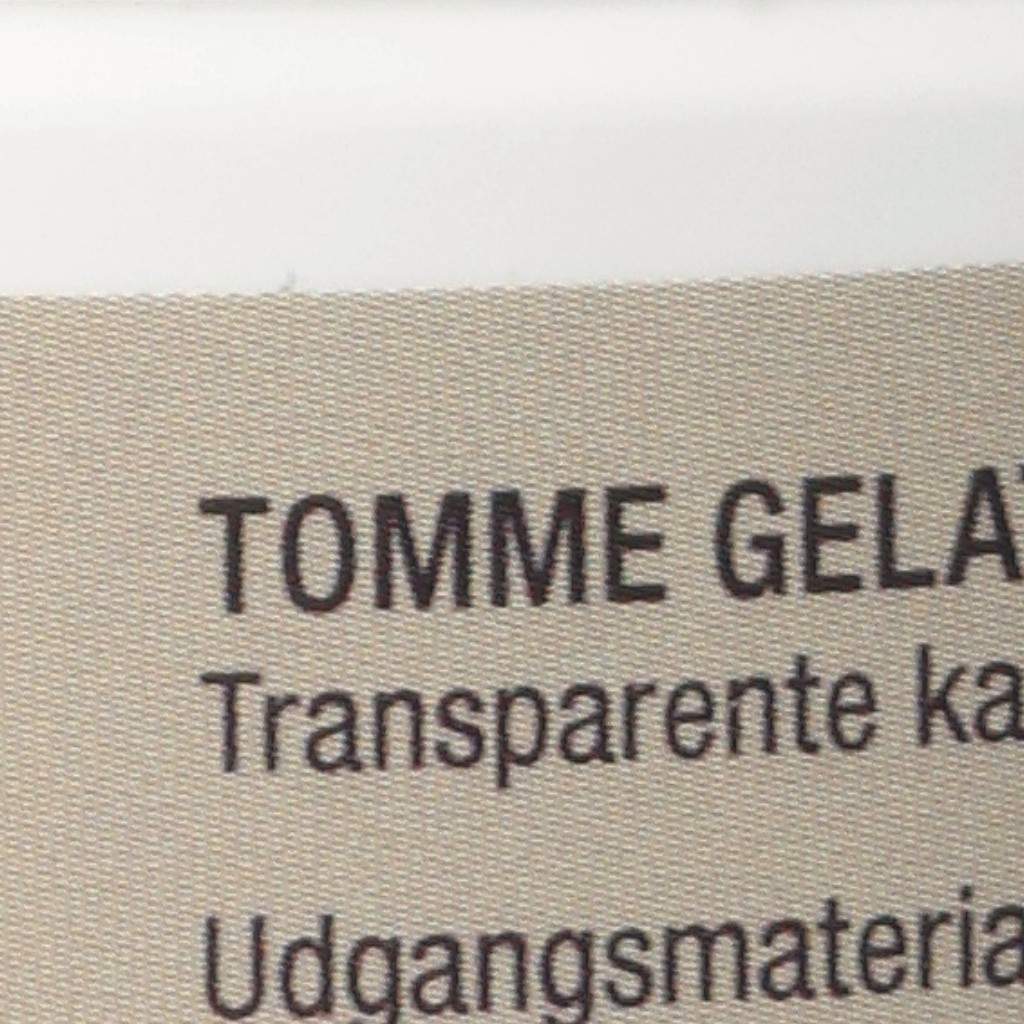 TOMME GELA
Transparente ka
Udgangsmateria